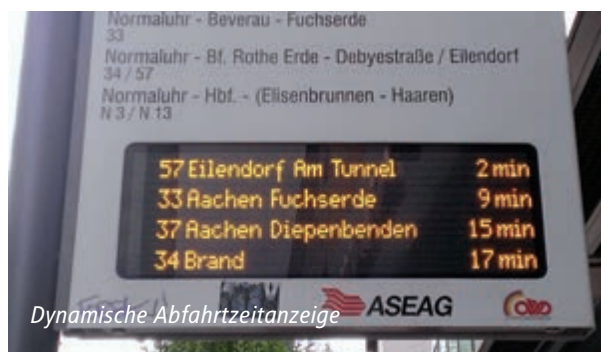 Normaluhr - Beverau - Fuchserde
33
Normaluhr - Bf. Rothe Erde - Debyestraße / Eilendorf
34 / 57
Normaluhr - Hbf. - (Elisenbrunnen - Haaren)
N 3 / N 13
57 Eilendorf Am Tunnel 2 min
33 Aachen Fuchserde 9 min
37 Aachen Diepenbenden 15 min
34 Brand 17 min
Dynamische Abfahrtzeitanzeige
ASEAG